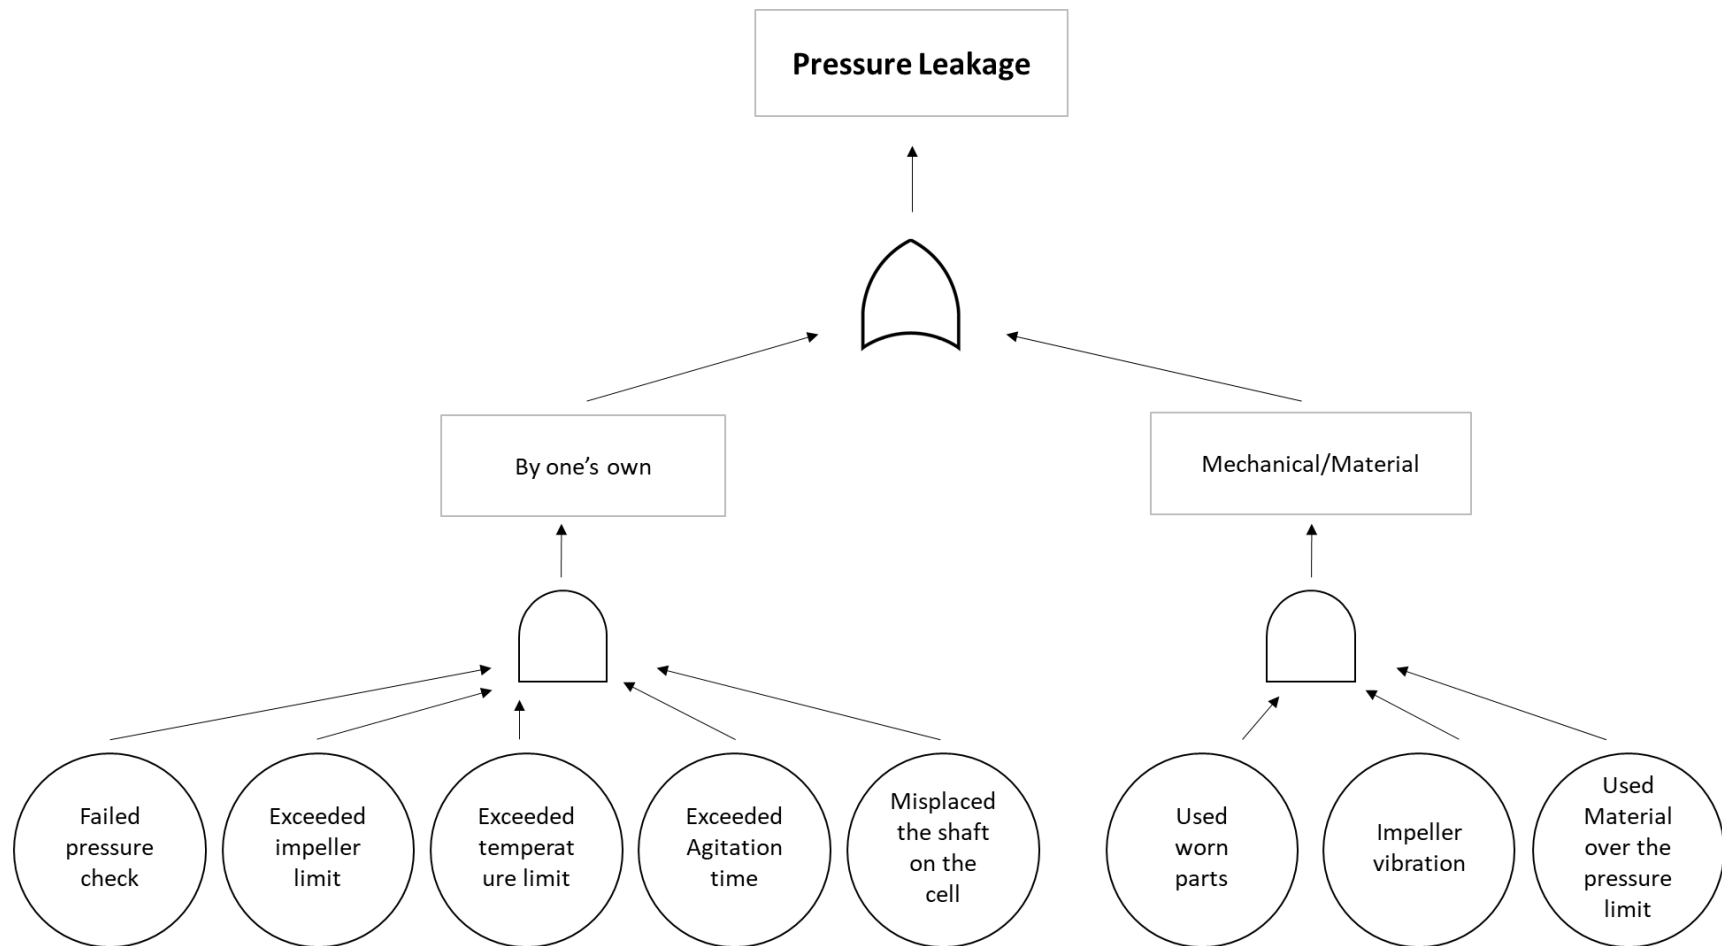 Pressure Leakage
By one’s own
Mechanical/Material
Failed
pressure
check
Exceeded
impeller
limit
Exceeded
temperat
ure limit
Exceeded
Agitation
time
Misplaced
the shaft
on the
cell
Used
worn
parts
Impeller
vibration
Used
Material
over the
pressure
limit